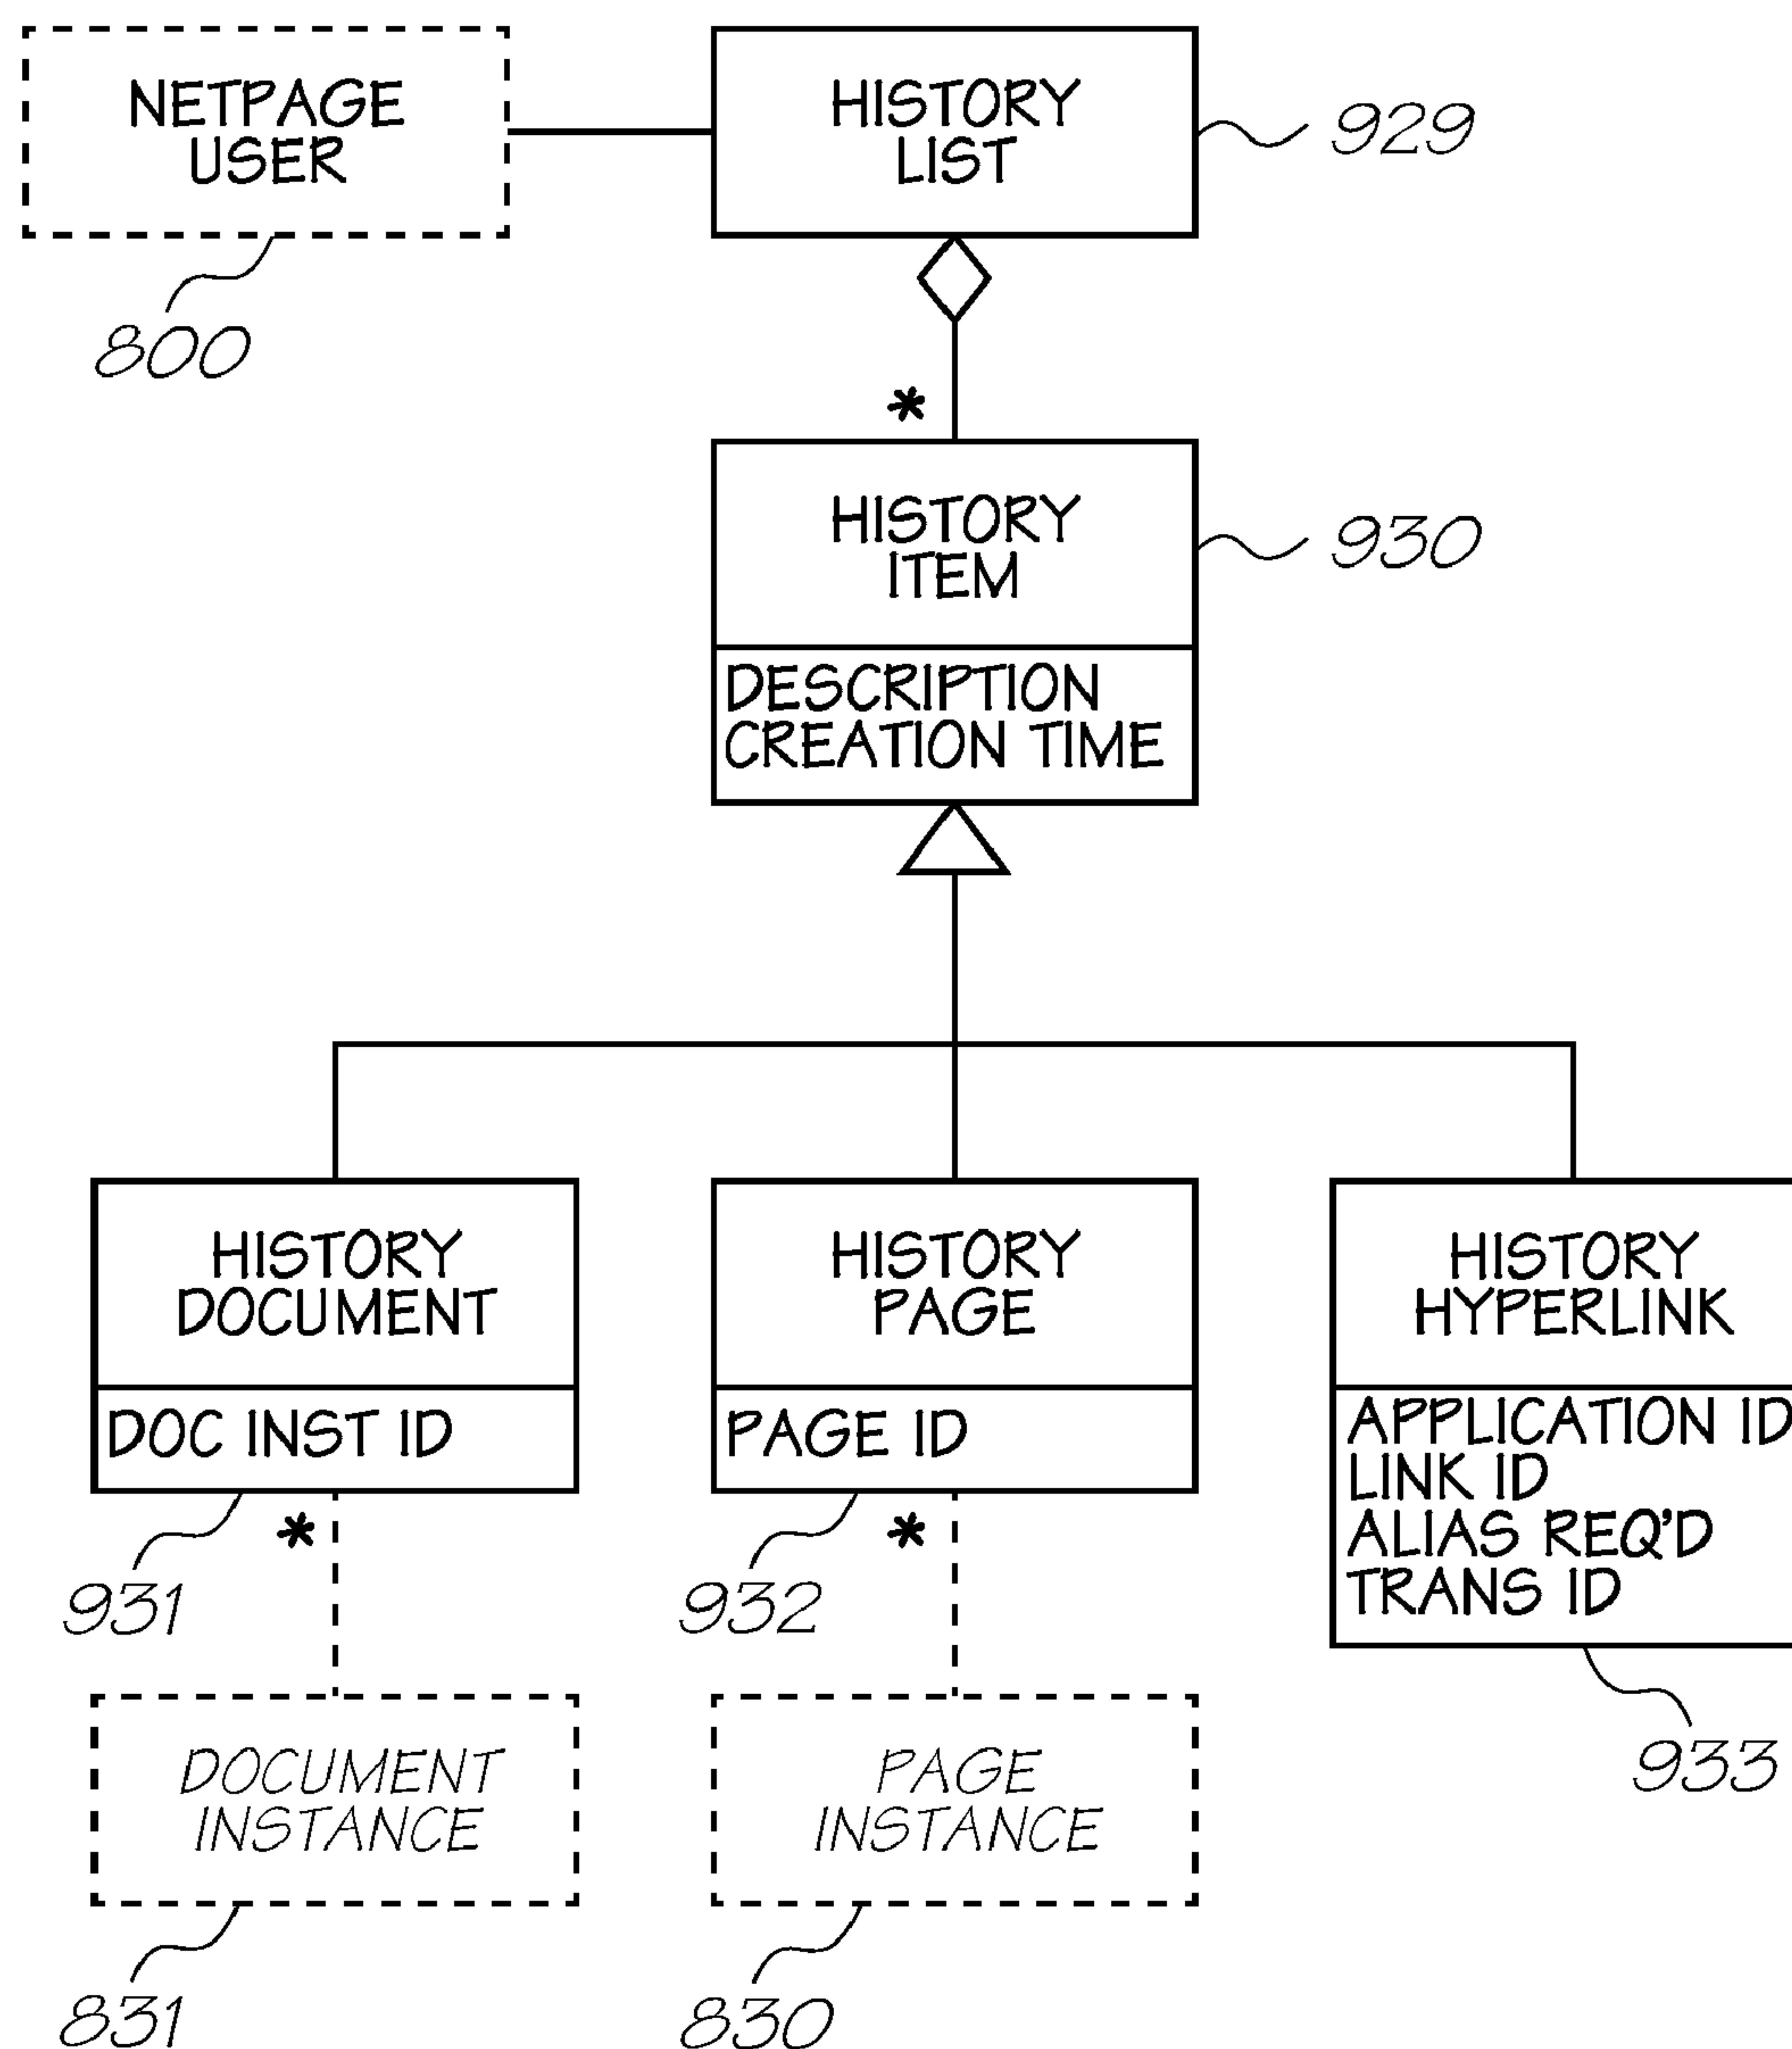 NETPAGE
USER
800
HISTORY
LIST
929
*
HISTORY
ITEM
930
DESCRIPTION
CREATION TIME
HISTORY
DOCUMENT
DOC INST ID
931
*
HISTORY
PAGE
PAGE ID
932
*
HISTORY
HYPERLINK
APPLICATION ID
LINK ID
ALIAS REQ'D
TRANS ID
933
DOCUMENT
INSTANCE
831
PAGE
INSTANCE
830